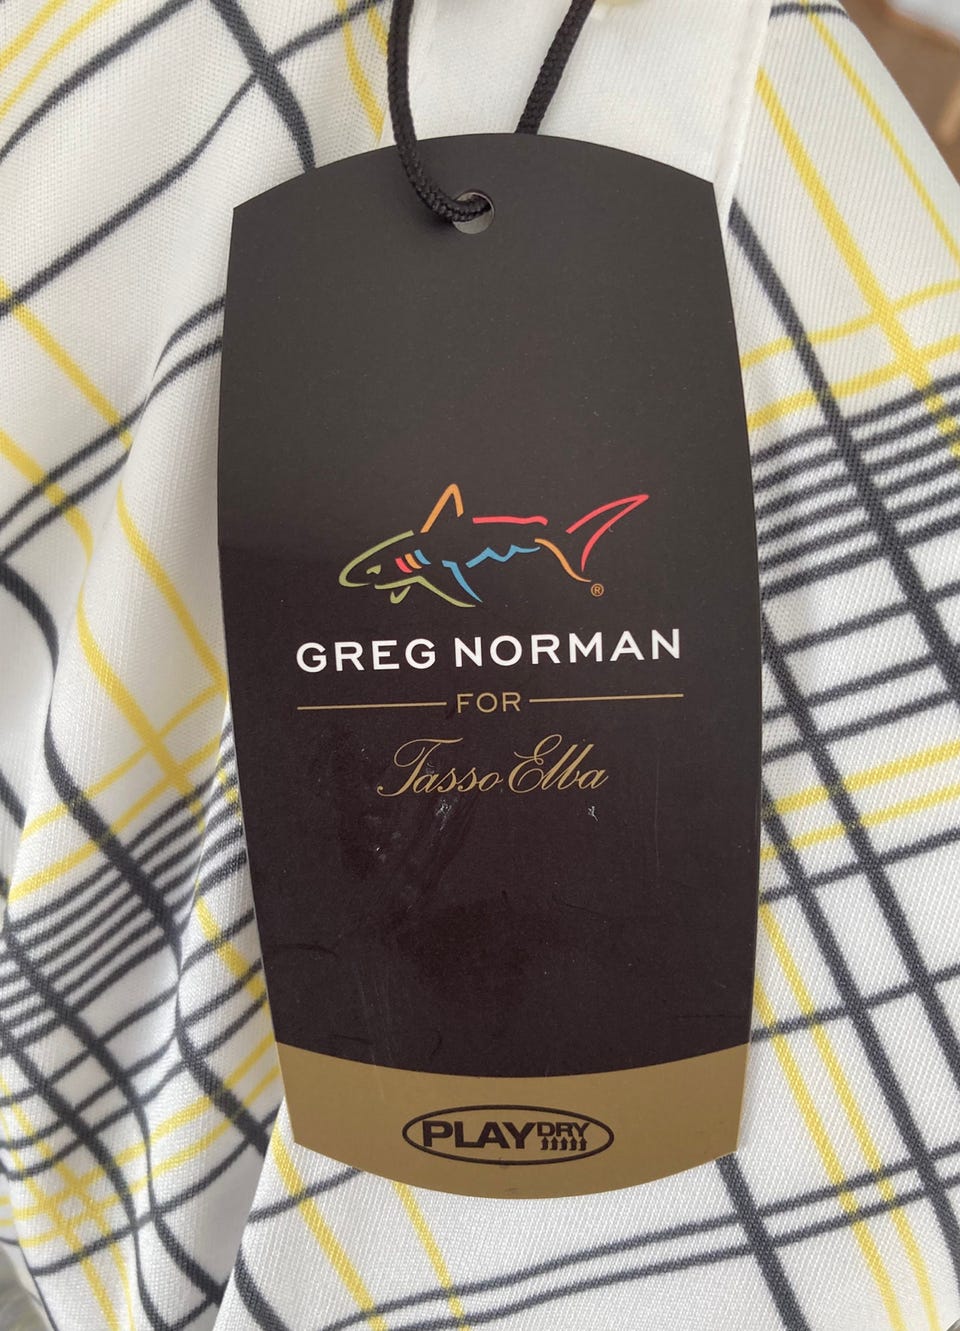 ®
GREG NORMAN
FOR
Tasso Elba
PLAYDRY